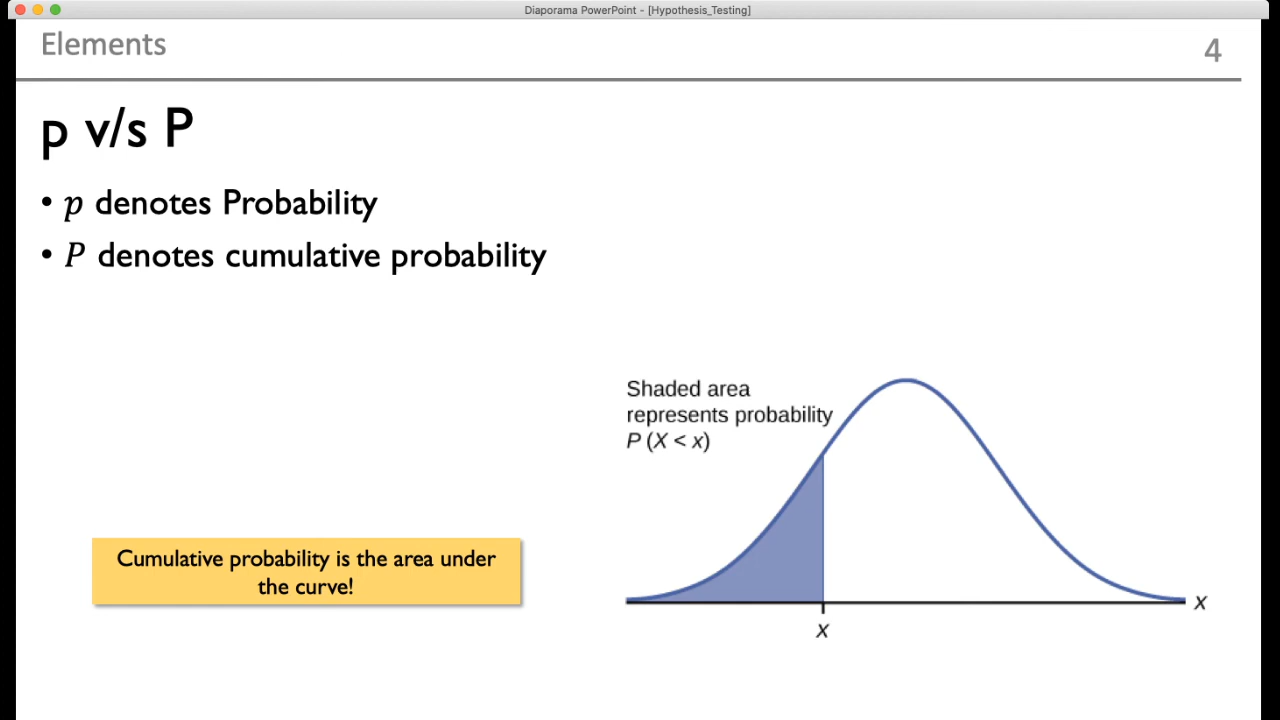 Diaporama PowerPoint - [Hypothesis_Testing]
Elements
4
p v/s P
• p denotes Probability
• P denotes cumulative probability
Shaded area
represents probability
P (X < x)
Cumulative probability is the area under
the curve!
x
X